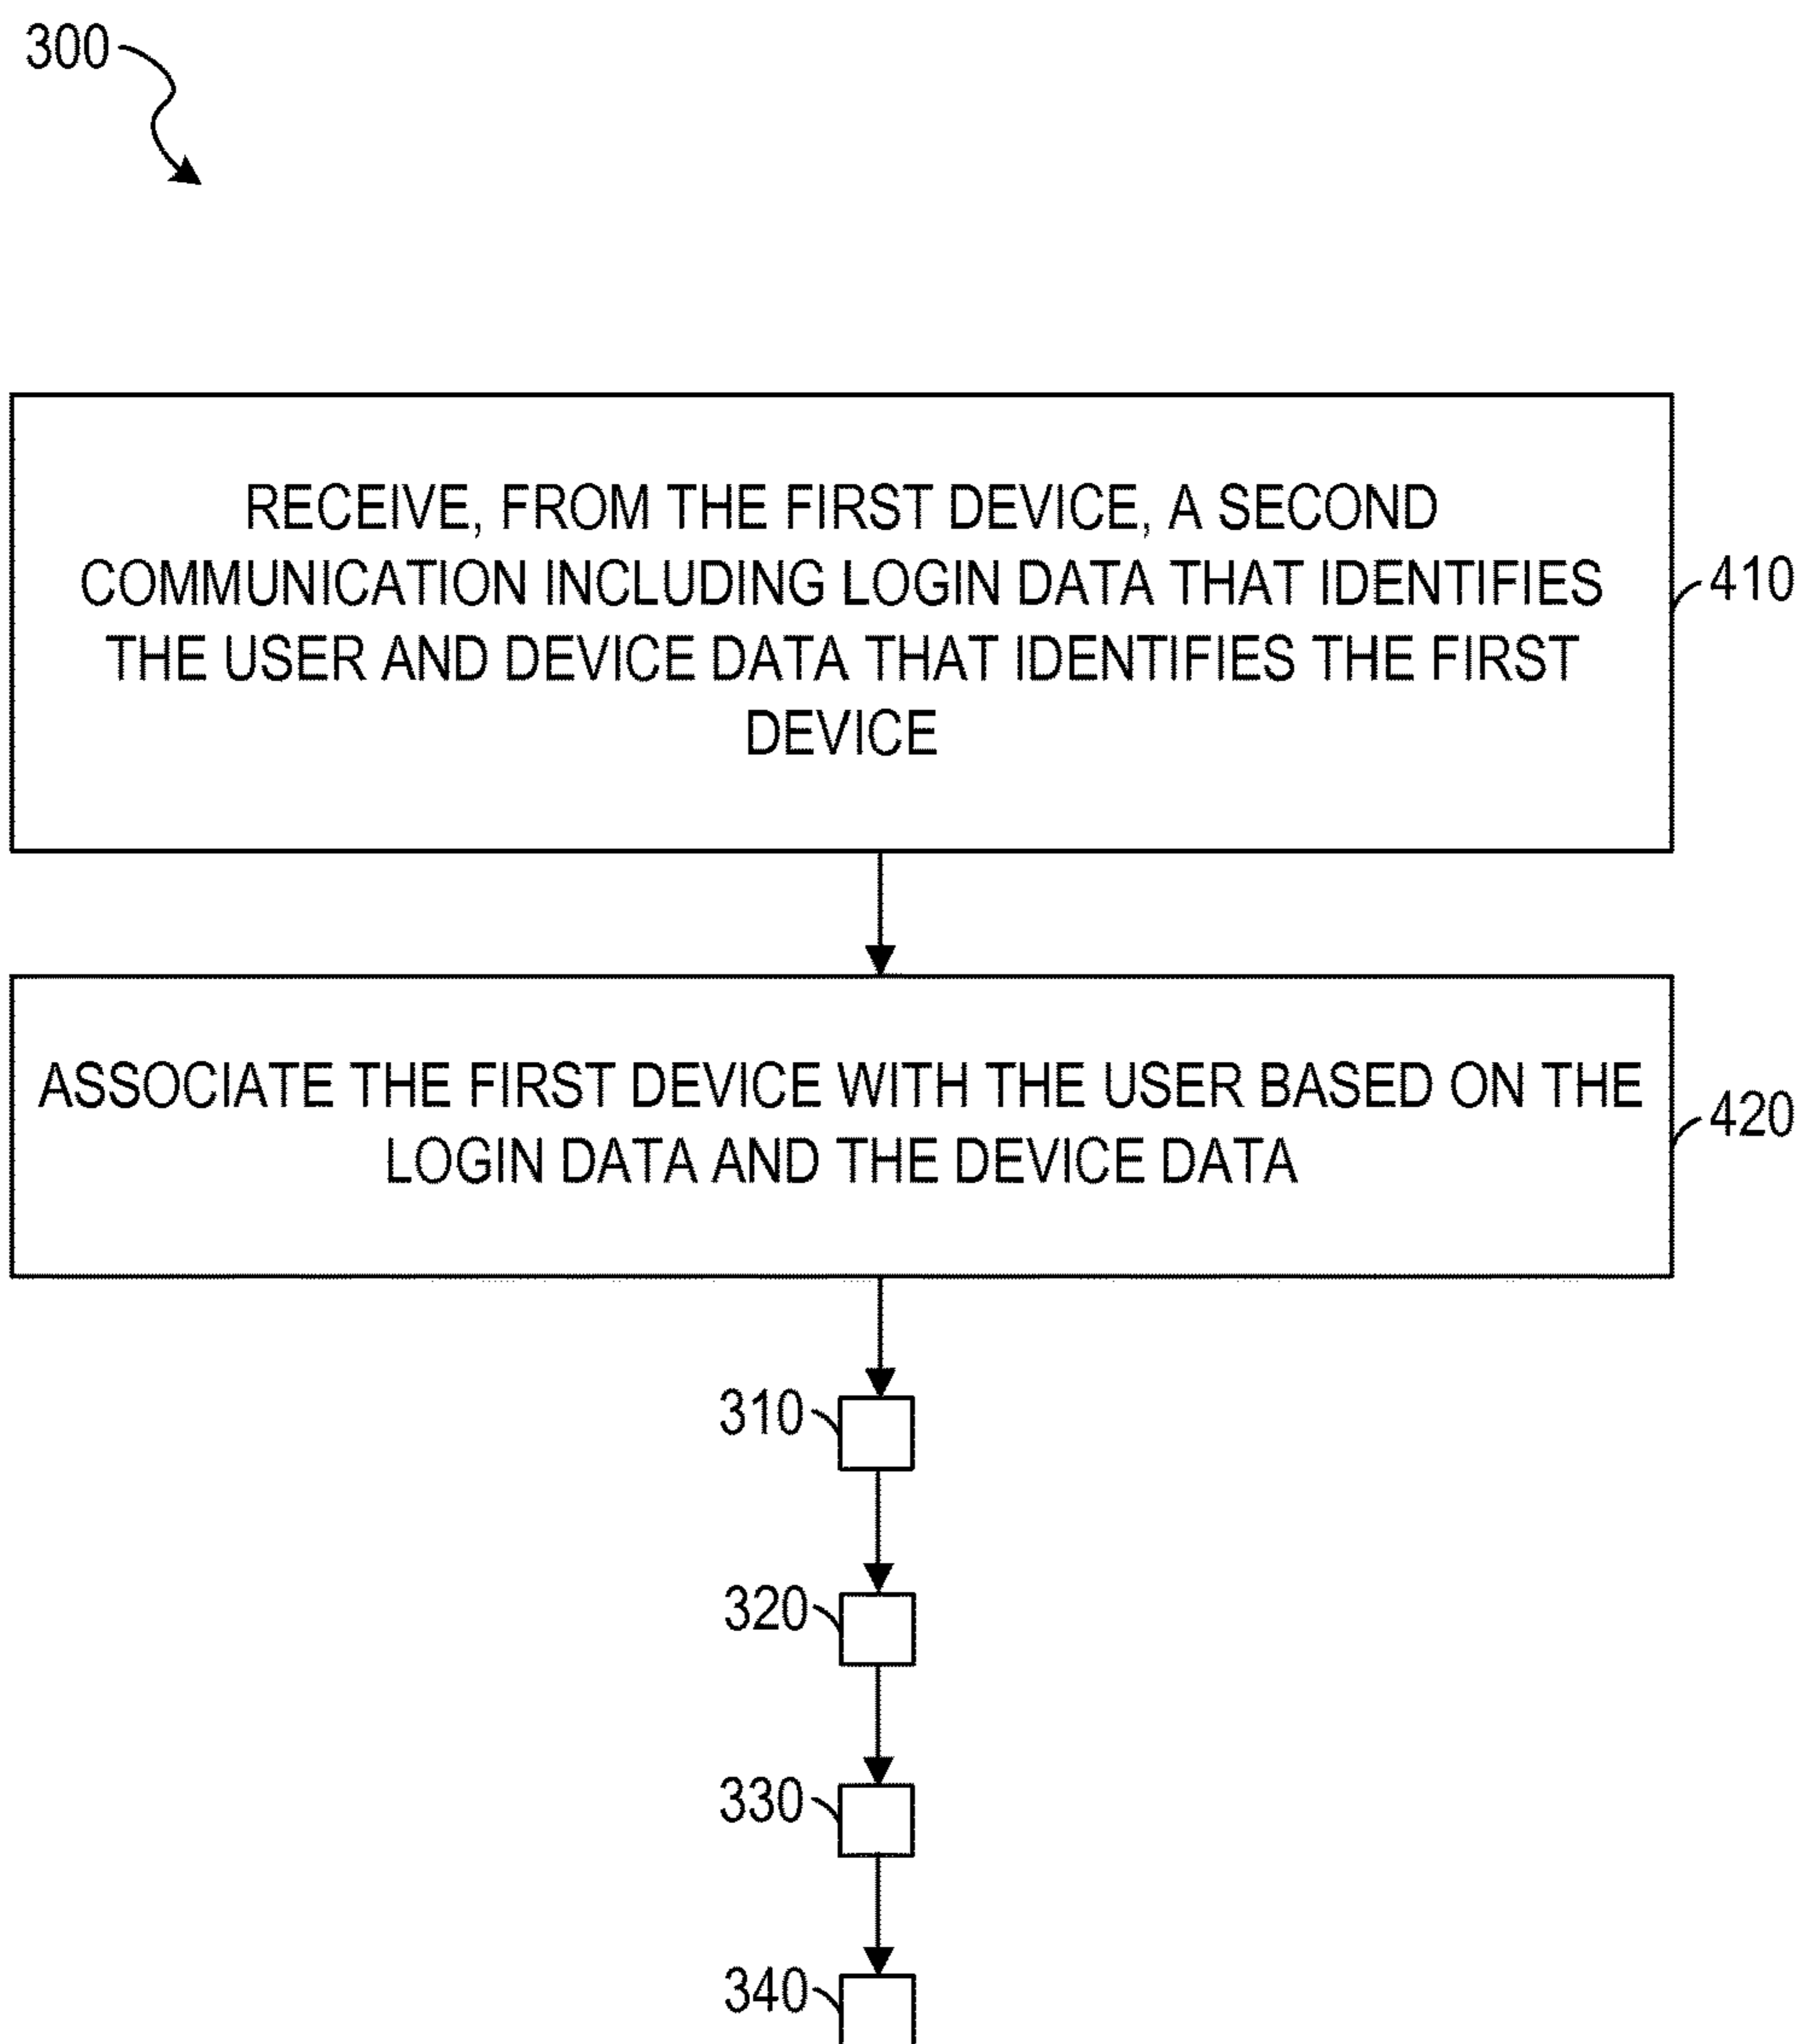 300
RECEIVE, FROM THE FIRST DEVICE, A SECOND
COMMUNICATION INCLUDING LOGIN DATA THAT IDENTIFIES
THE USER AND DEVICE DATA THAT IDENTIFIES THE FIRST
DEVICE
410
ASSOCIATE THE FIRST DEVICE WITH THE USER BASED ON THE
LOGIN DATA AND THE DEVICE DATA
420
310
320
330
340